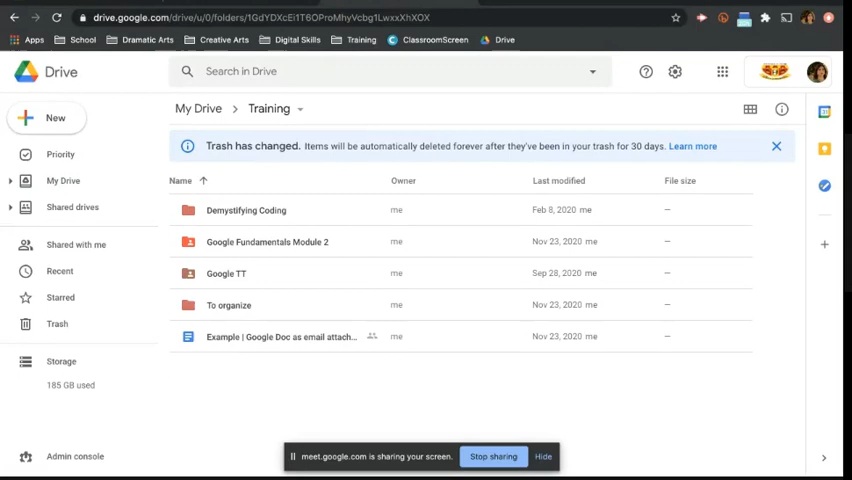 drive.google.com/drive/u/0/folders/1GdYDXcEi1T6OProMhyVcbg1LwxxXhXOX
Apps School Dramatic Arts Creative Arts Digital Skills Training ClassroomScreen Drive
Drive Search in Drive
New My Drive > Training
Trash has changed. Items will be automatically deleted forever after they've been in your trash for 30 days. Learn more
Priority
My Drive
Shared drives
Shared with me
Recent
Starred
Trash
Storage
185 GB used
Admin console
Name Owner Last modified File size
Demystifying Coding me Feb 8, 2020 me —
Google Fundamentals Module 2 me Nov 23, 2020 me —
Google TT me Sep 28, 2020 me —
To organize me Nov 23, 2020 me —
Example | Google Doc as email attach... me Nov 23, 2020 me —
meet.google.com is sharing your screen. Stop sharing Hide